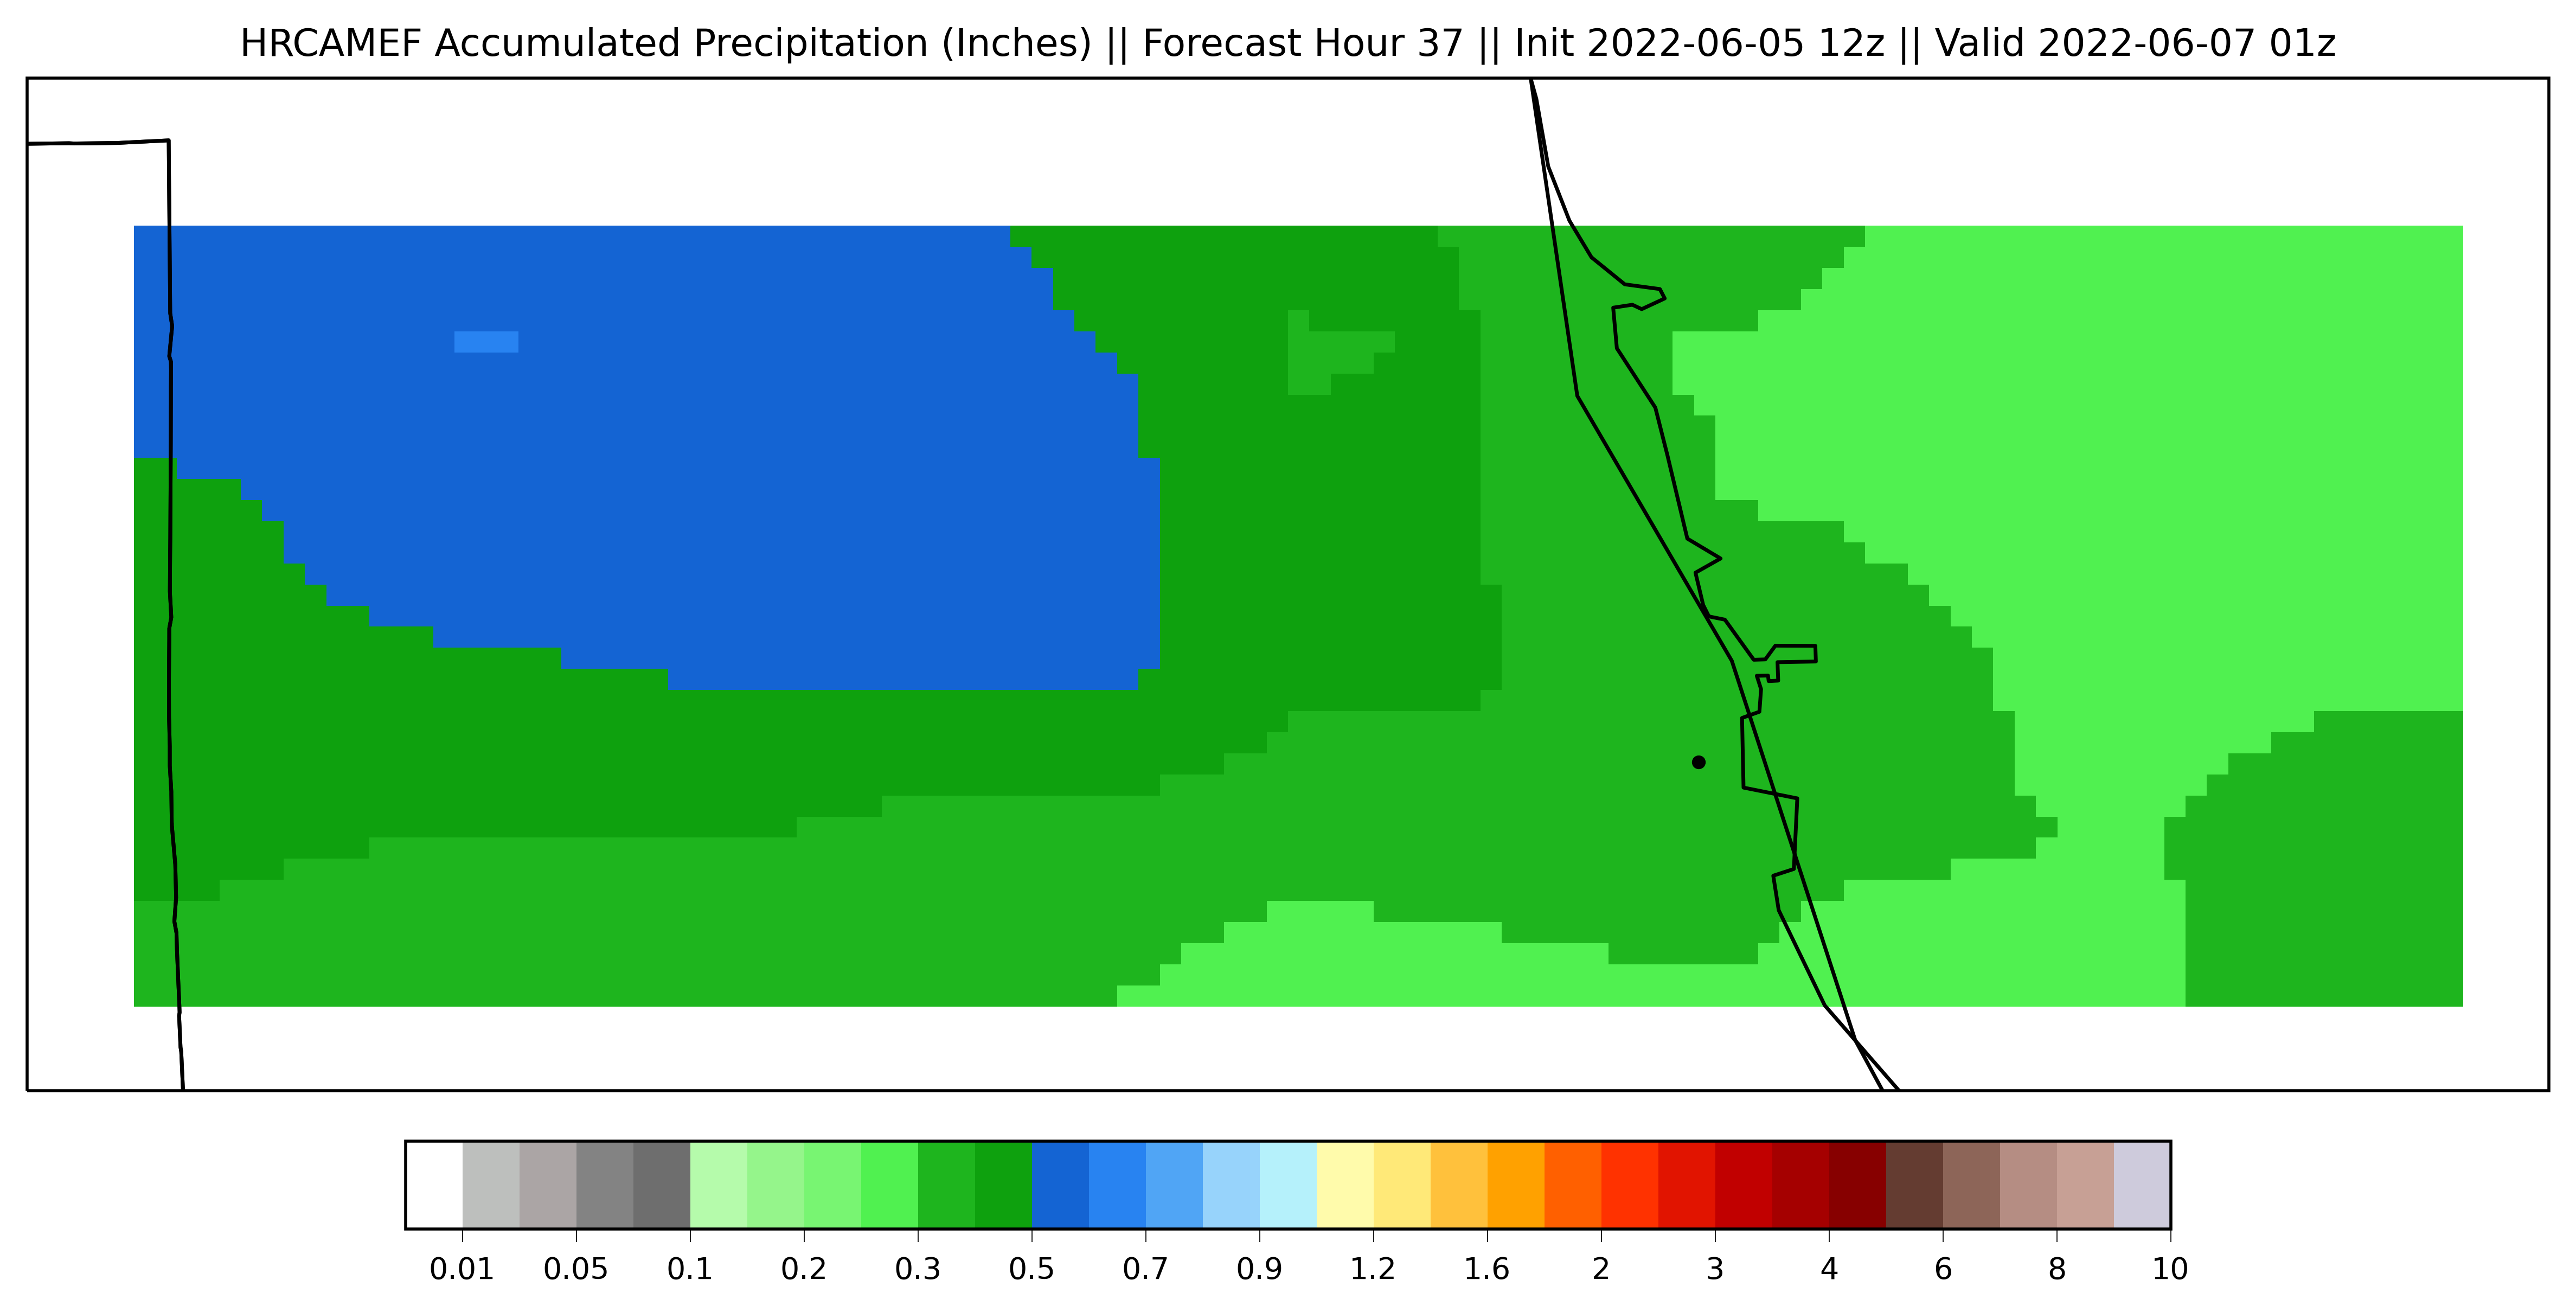 HRCAMEF Accumulated Precipitation (Inches) || Forecast Hour 37 || Init 2022-06-05 12z || Valid 2022-06-07 01z
0.01 0.05 0.1 0.2 0.3 0.5 0.7 0.9 1.2 1.6 2 3 4 6 8 10